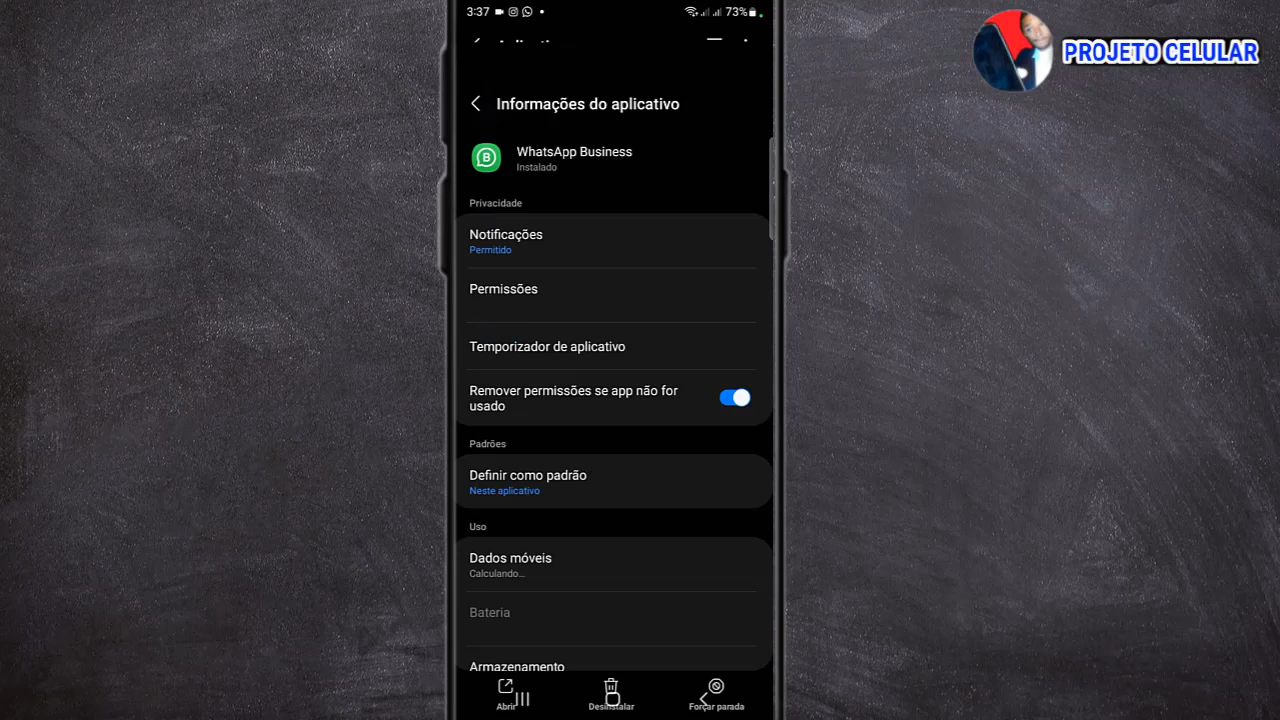 3:37 73%
PROJETO CELULAR
Informações do aplicativo
WhatsApp Business
Instalado
Privacidade
Notificações
Permitido
Permissões
Temporizador de aplicativo
Remover permissões se app não for
usado
Padrões
Definir como padrão
Neste aplicativo
Uso
Dados móveis
Calculando...
Bateria
Armazenamento
Abrir Desinstalar Forçar parada